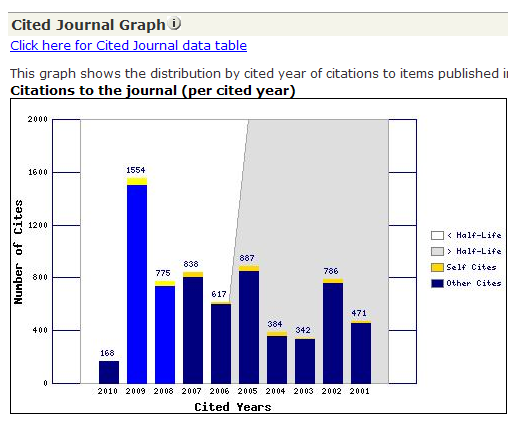 Cited Journal Graph i
Click here for Cited Journal data table
This graph shows the distribution by cited year of citations to items published i
Citations to the journal (per cited year)
2000
1600
1200
800
400
0
Number of Cites
168
1554
775
838
617
887
384
342
786
471
2010 2009 2008 2007 2006 2005 2004 2003 2002 2001
Cited Years
< Half-Life
> Half-Life
Self Cites
Other Cites